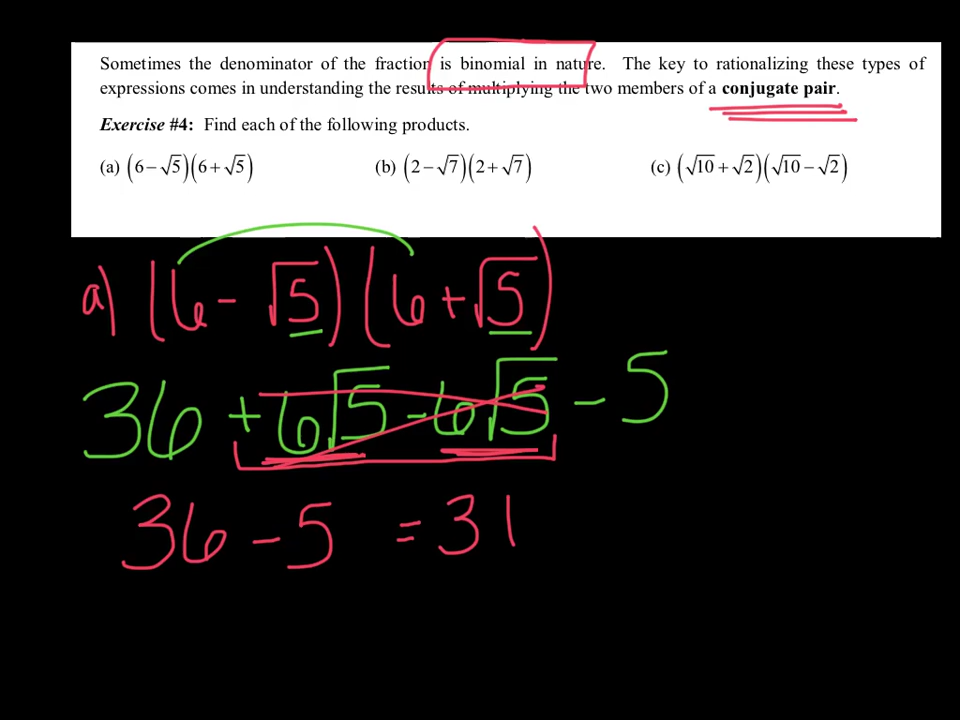 Sometimes the denominator of the fraction is binomial in nature. The key to rationalizing these types of
expressions comes in understanding the results of multiplying the two members of a conjugate pair.
Exercise #4: Find each of the following products.
(a) (6−√5)(6+√5) (b) (2−√7)(2+√7) (c) (√10+√2)(√10−√2)
a) (6-√5)(6+√5)
36 +6√5 -6√5 -5
36 - 5 = 31